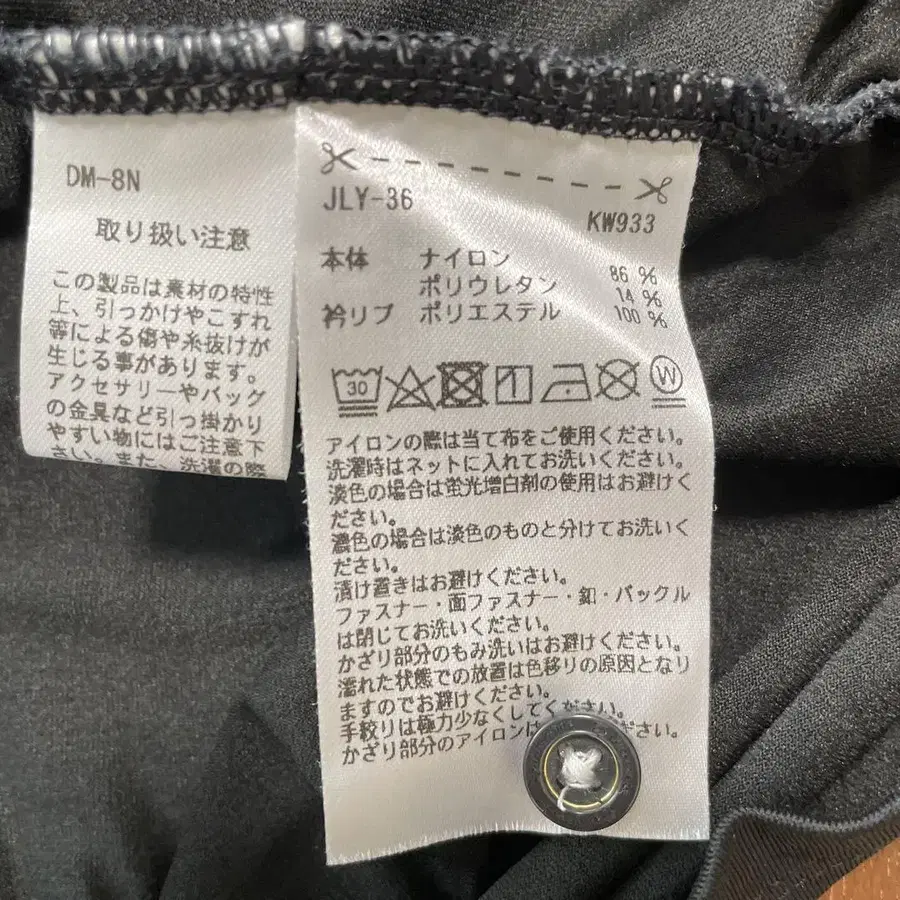 DM-8N
取り扱い注意
この製品は素材の特性
上、引っかけやこすれ
等による傷や糸抜けが
生じる事があります。
アクセサリーやバッグ
の金具など引っ掛かり
やすい物にはご注意下
さい。また、洗濯の際
JLY-36
KW933
本体 ナイロン 86 %
ポリウレタン 14 %
衿リブ ポリエステル 100 %
30
W
アイロンの際は当て布をご使用ください。
洗濯時はネットに入れてお洗いください。
淡色の場合は蛍光増白剤の使用はお避けく
ださい。
濃色の場合は淡色のものと分けてお洗いく
ださい。
漬け置きはお避けください。
ファスナー・面ファスナー・釦・バックル
は閉じてお洗いください。
かざり部分のもみ洗いはお避けください。
濡れた状態での放置は色移りの原因となり
ますのでお避けください。
手絞りは極力少なくしてください。
かざり部分のアイロンは さい。